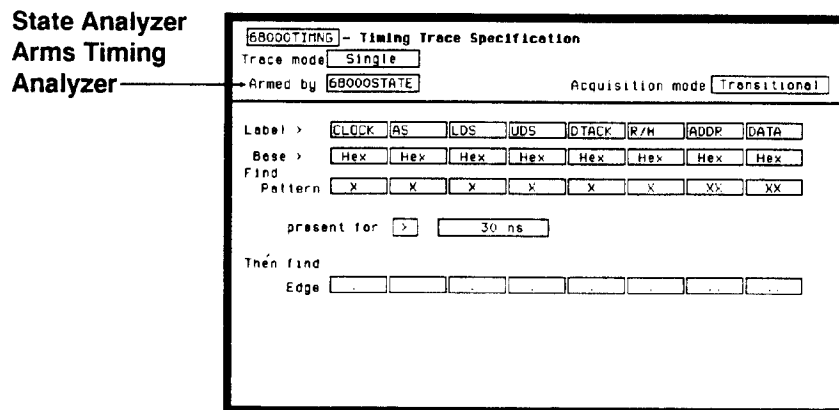 State Analyzer
Arms Timing
Analyzer
68000TIMNG - Timing Trace Specification
Trace mode Single
Armed by 68000STATE Acquisition mode Transitional
Label > CLOCK AS LDS UDS DTACK R/W ADDR DATA
Base > Hex Hex Hex Hex Hex Hex Hex Hex
Find
Pattern X X X X X X XX XX
present for > 30 ns
Then find
Edge . . . . . . .. ..